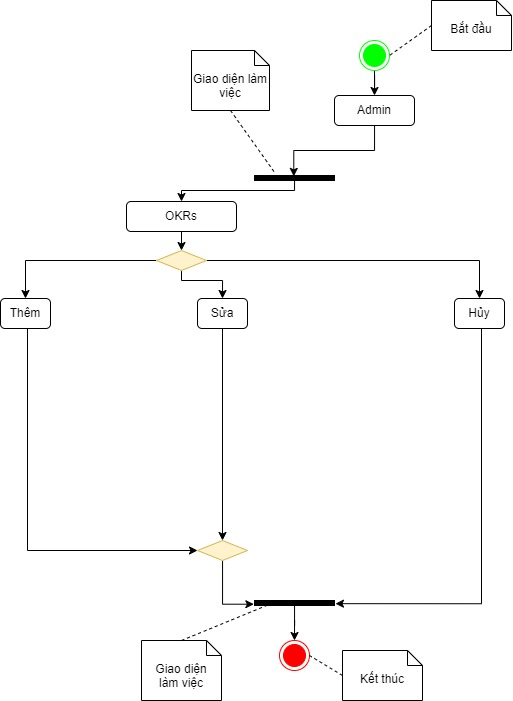 Bắt đầu
Giao diện làm
việc
Admin
OKRs
Thêm
Sửa
Hủy
Giao diện
làm việc
Kết thúc